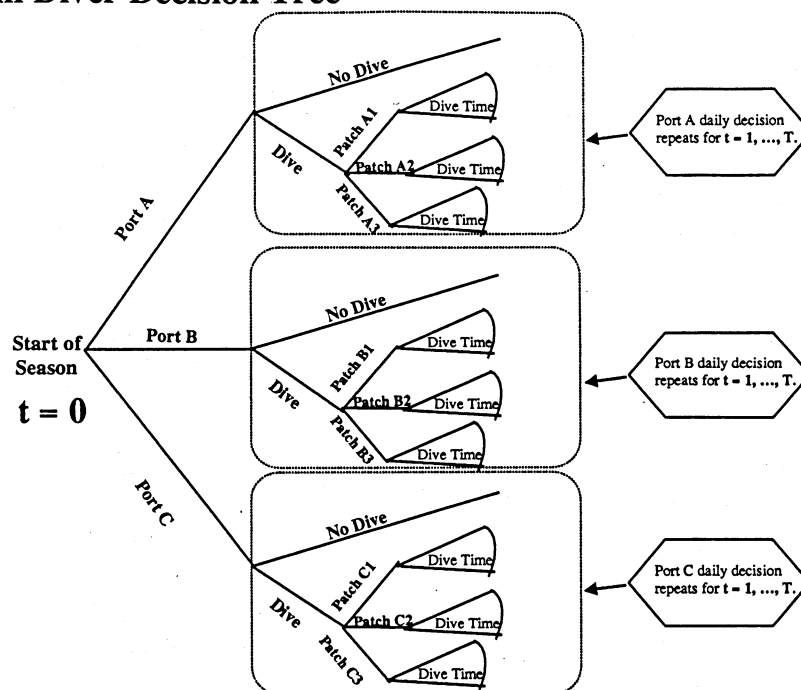 Diver Decision Tree
No Dive
Dive
Patch A1
Dive Time
Patch A2
Dive Time
Patch A3
Dive Time
Port A daily decision
repeats for t = 1, ..., T.
Port A
Start of
Season
t = 0
Port B
No Dive
Dive
Patch B1
Dive Time
Patch B2
Dive Time
Patch B3
Dive Time
Port B daily decision
repeats for t = 1, ..., T.
Port C
No Dive
Dive
Patch C1
Dive Time
Patch C2
Dive Time
Patch C3
Dive Time
Port C daily decision
repeats for t = 1, ..., T.